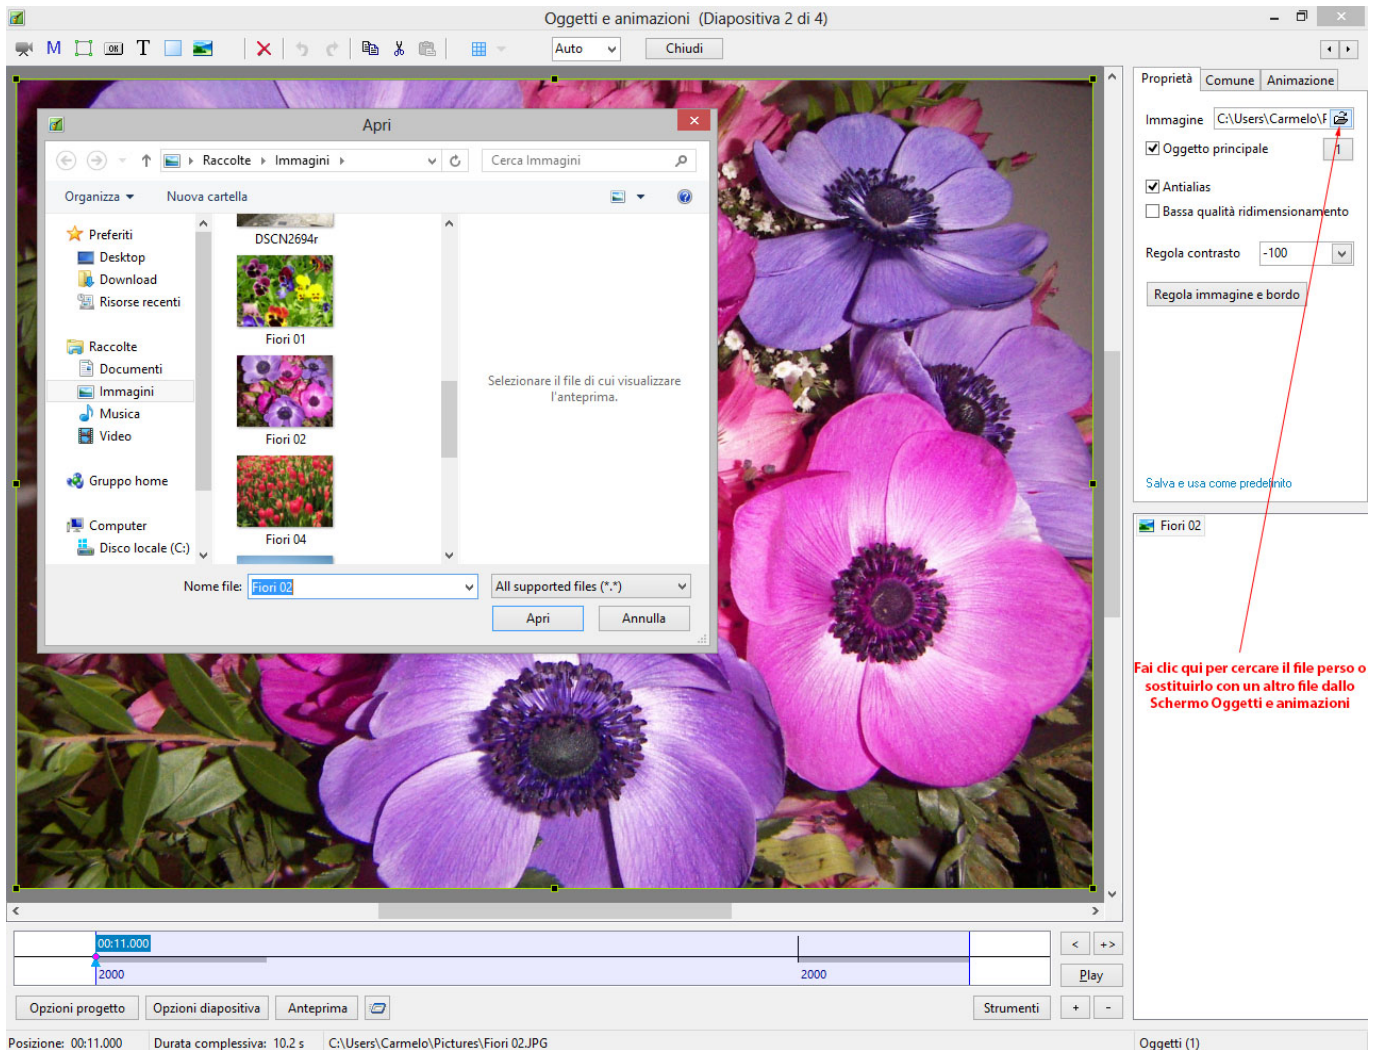 Oggetti e animazioni (Diapositiva 2 di 4)
M OK T Auto Chiudi
Proprietà Comune Animazione
Immagine C:\Users\Carmelo\F
Oggetto principale 1
Antialias
Bassa qualità ridimensionamento
Regola contrasto -100
Regola immagine e bordo
Salva e usa come predefinito
Fiori 02
Fai clic qui per cercare il file perso o
sostituirlo con un altro file dallo
Schermo Oggetti e animazioni
Apri
Raccolte Immagini
Cerca Immagini
Organizza Nuova cartella
Preferiti
Desktop
Download
Risorse recenti
Raccolte
Documenti
Immagini
Musica
Video
Gruppo home
Computer
Disco locale (C:)
DSCN2694r
Fiori 01
Fiori 02
Fiori 04
Selezionare il file di cui visualizzare
l'anteprima.
Nome file: Fiori 02 All supported files (*.*)
Apri Annulla
00:11.000
2000 2000
< +>
Play
Opzioni progetto Opzioni diapositiva Anteprima Strumenti + -
Posizione: 00:11.000 Durata complessiva: 10.2 s C:\Users\Carmelo\Pictures\Fiori 02.JPG Oggetti (1)